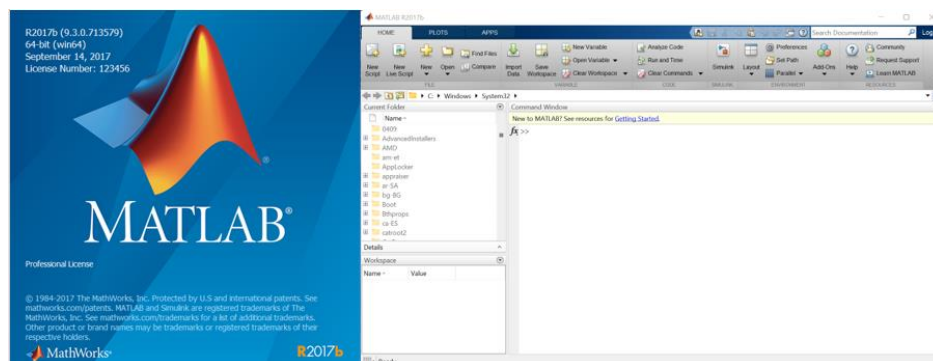 R2017b (9.3.0.713579)
64-bit (win64)
September 14, 2017
License Number: 123456
MATLAB®
Professional License
© 1984-2017 The MathWorks, Inc. Protected by U.S and international patents. See
mathworks.com/patents. MATLAB and Simulink are registered trademarks of The
MathWorks, Inc. See mathworks.com/trademarks for a list of additional trademarks.
Other product or brand names may be trademarks or registered trademarks of their
respective holders.
MathWorks®
R2017b
MATLAB R2017b
HOME PLOTS APPS Search Documentation Log
New Script
New Live Script
New
Open
Find Files
Compare
Import Data
Save Workspace
New Variable
Open Variable
Clear Workspace
Analyze Code
Run and Time
Clear Commands
Simulink
Layout
Preferences
Set Path
Parallel
Add-Ons
Help
Community
Request Support
Learn MATLAB
FILE VARIABLE CODE SIMULINK ENVIRONMENT RESOURCES
C: Windows System32
Current Folder
Name
0409
AdvancedInstallers
AMD
am-et
AppLocker
appraiser
ar-SA
bg-BG
Boot
Bthprops
ca-ES
catroot2
Details
Workspace
Name Value
Command Window
New to MATLAB? See resources for Getting Started.
fx >>